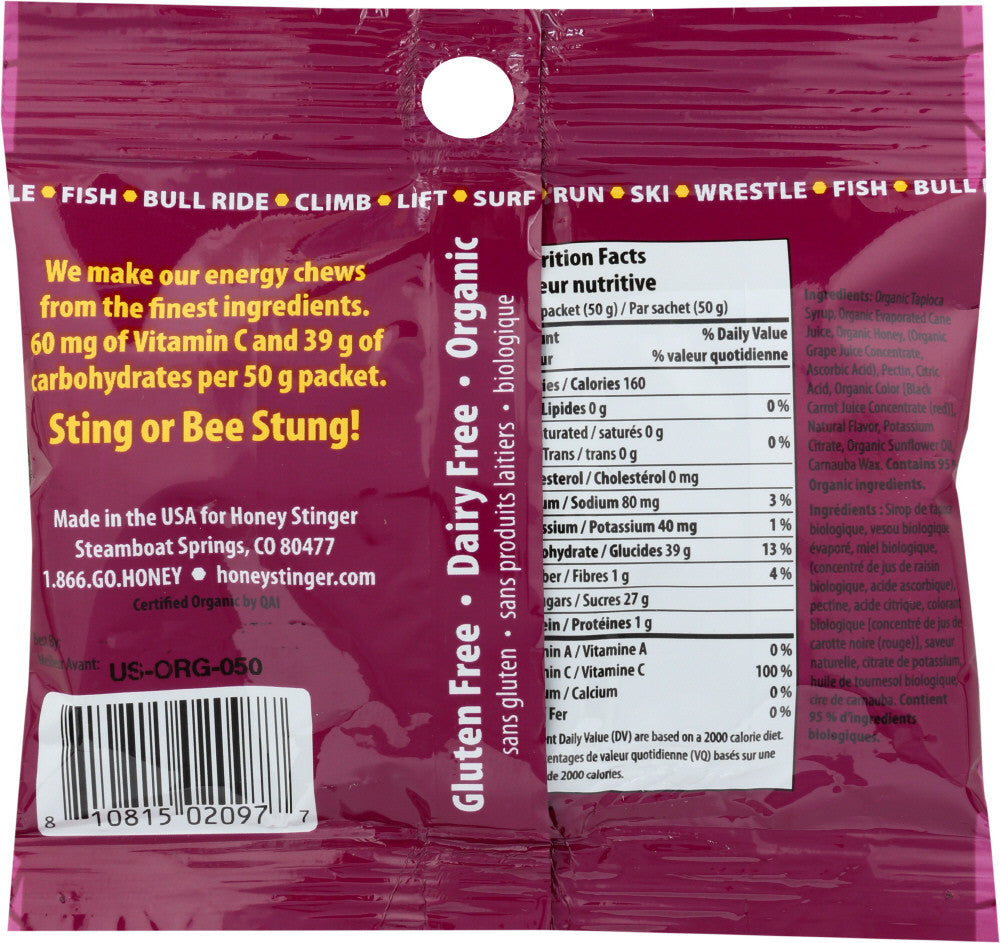 LE • FISH • BULL RIDE • CLIMB • LIFT • SURF • RUN • SKI • WRESTLE • FISH • BULL
We make our energy chews
from the finest ingredients.
60 mg of Vitamin C and 39 g of
carbohydrates per 50 g packet.
Sting or Bee Stung!
Made in the USA for Honey Stinger
Steamboat Springs, CO 80477
1.866.GO.HONEY • honeystinger.com
Certified Organic by QAI
Best By:
Avant:
US-ORG-050
8 10815 02097 7
Gluten Free • Dairy Free • Organic
sans gluten • sans produits laitiers • biologique
rition Facts
eur nutritive
packet (50 g) / Par sachet (50 g)
nt % Daily Value
ur % valeur quotidienne
ies / Calories 160
Lipides 0 g 0 %
turated / saturés 0 g
Trans / trans 0 g 0 %
esterol / Cholestérol 0 mg
um / Sodium 80 mg 3 %
ssium / Potassium 40 mg 1 %
ohydrate / Glucides 39 g 13 %
ber / Fibres 1 g 4 %
gars / Sucres 27 g
ein / Protéines 1 g
in A / Vitamine A 0 %
in C / Vitamine C 100 %
um / Calcium 0 %
/ Fer 0 %
nt Daily Value (DV) are based on a 2000 calorie diet.
centages de valeur quotidienne (VQ) basés sur une
de 2000 calories.
Ingredients: Organic Tapioca
Syrup, Organic Evaporated Cane
Juice, Organic Honey, (Organic
Grape Juice Concentrate,
Ascorbic Acid), Pectin, Citric
Acid, Organic Color [Black
Carrot Juice Concentrate (red)],
Natural Flavor, Potassium
Citrate, Organic Sunflower Oil,
Carnauba Wax. Contains 95%
Organic ingredients.
Ingrédients : Sirop de tapioca
biologique, vesou biologique
évaporé, miel biologique,
(concentré de jus de raisin
biologique, acide ascorbique),
pectine, acide citrique, colorant
biologique [concentré de jus de
carotte noire (rouge)], saveur
naturelle, citrate de potassium,
huile de tournesol biologique,
cire de carnauba. Contient
95 % d'ingredients
biologiques.